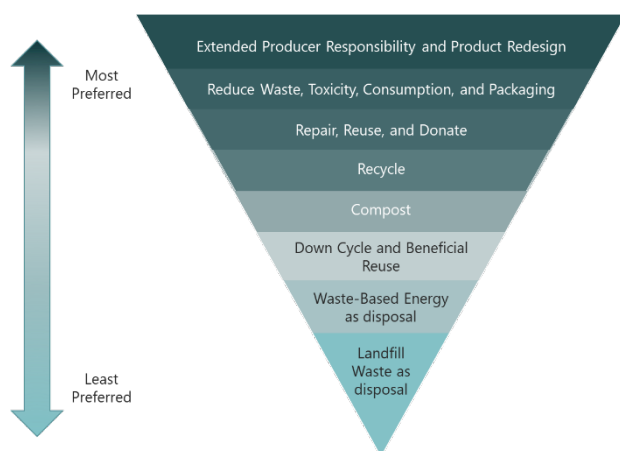 Extended Producer Responsibility and Product Redesign
Most
Preferred
Reduce Waste, Toxicity, Consumption, and Packaging
Repair, Reuse, and Donate
Recycle
Compost
Down Cycle and Beneficial
Reuse
Waste-Based Energy
as disposal
Landfill
Waste as
disposal
Least
Preferred